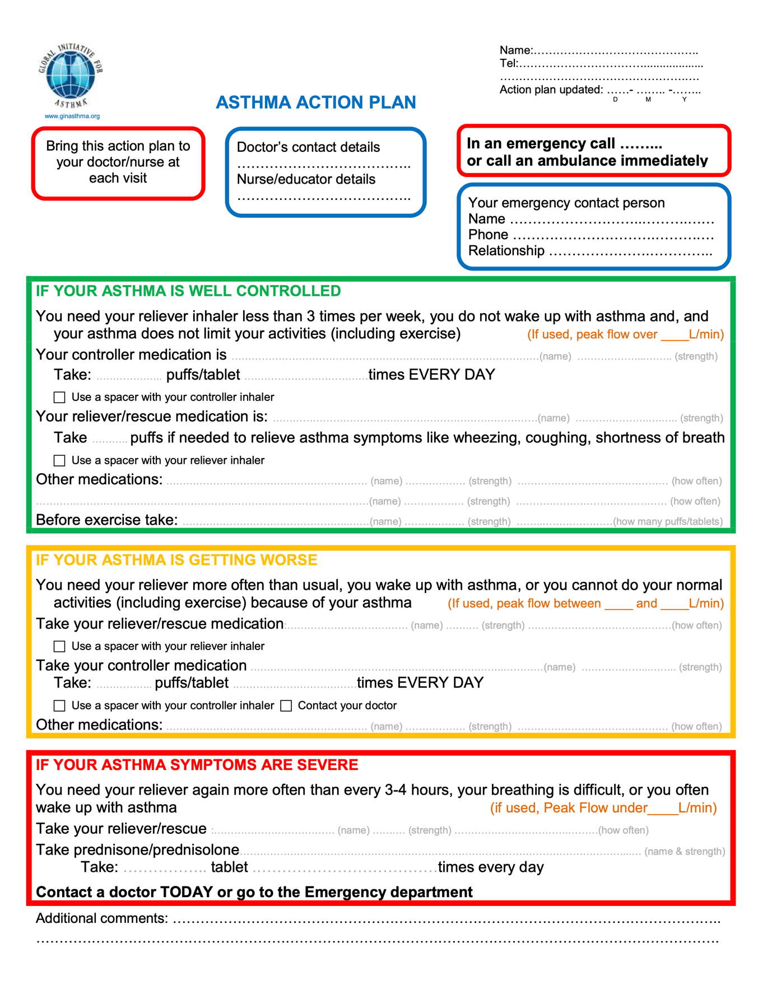 GLOBAL INITIATIVE FOR
ASTHMA
www.ginasthma.org
Name:……………………………………..
Tel:……………………………...................
……………………………………………….…
Action plan updated: ……- …….. -……..
D M Y
ASTHMA ACTION PLAN
Bring this action plan to
your doctor/nurse at
each visit
Doctor’s contact details
………………………………..
Nurse/educator details
………………………………..
In an emergency call ……...
or call an ambulance immediately
Your emergency contact person
Name ………………………..……….……
Phone ………………………….……….…
Relationship ………………….…………..
IF YOUR ASTHMA IS WELL CONTROLLED
You need your reliever inhaler less than 3 times per week, you do not wake up with asthma and, and
your asthma does not limit your activities (including exercise) (If used, peak flow over ____L/min)
Your controller medication is ……………………………………………………………(name) ………………..…….. (strength)
Take: ……………….. puffs/tablet ……………………………….times EVERY DAY
Use a spacer with your controller inhaler
Your reliever/rescue medication is: ……………………………………………………(name) …………………..…….. (strength)
Take ……….. puffs if needed to relieve asthma symptoms like wheezing, coughing, shortness of breath
Use a spacer with your reliever inhaler
Other medications: …………………………………………………… (name) ……………… (strength) ……………………………………… (how often)
……………………………………………………………………………(name) ……………… (strength) ……………………………………… (how often)
Before exercise take: …………………………………………………(name) ……………… (strength) ……..…………………(how many puffs/tablets)
IF YOUR ASTHMA IS GETTING WORSE
You need your reliever more often than usual, you wake up with asthma, or you cannot do your normal
activities (including exercise) because of your asthma (If used, peak flow between ____ and ____L/min)
Take your reliever/rescue medication:……………………………… (name) ………. (strength) …………………………….………(how often)
Use a spacer with your reliever inhaler
Take your controller medication …………………………………………………………(name) ………………..…….. (strength)
Take: …………….. puffs/tablet ……………………………….times EVERY DAY
Use a spacer with your controller inhaler Contact your doctor
Other medications: …………………………………………………… (name) ……………… (strength) ……………………………………… (how often)
IF YOUR ASTHMA SYMPTOMS ARE SEVERE
You need your reliever again more often than every 3-4 hours, your breathing is difficult, or you often
wake up with asthma (if used, Peak Flow under____L/min)
Take your reliever/rescue :……………………………… (name) ………. (strength) …………………………….………(how often)
Take prednisone/prednisolone……………………………………………………………………………………………...…. (name & strength)
Take: …………….. tablet ……………………………….times every day
Contact a doctor TODAY or go to the Emergency department
Additional comments: …………………………………………………………………………………………………………..
………………………………………………………………………………………………………………………………….